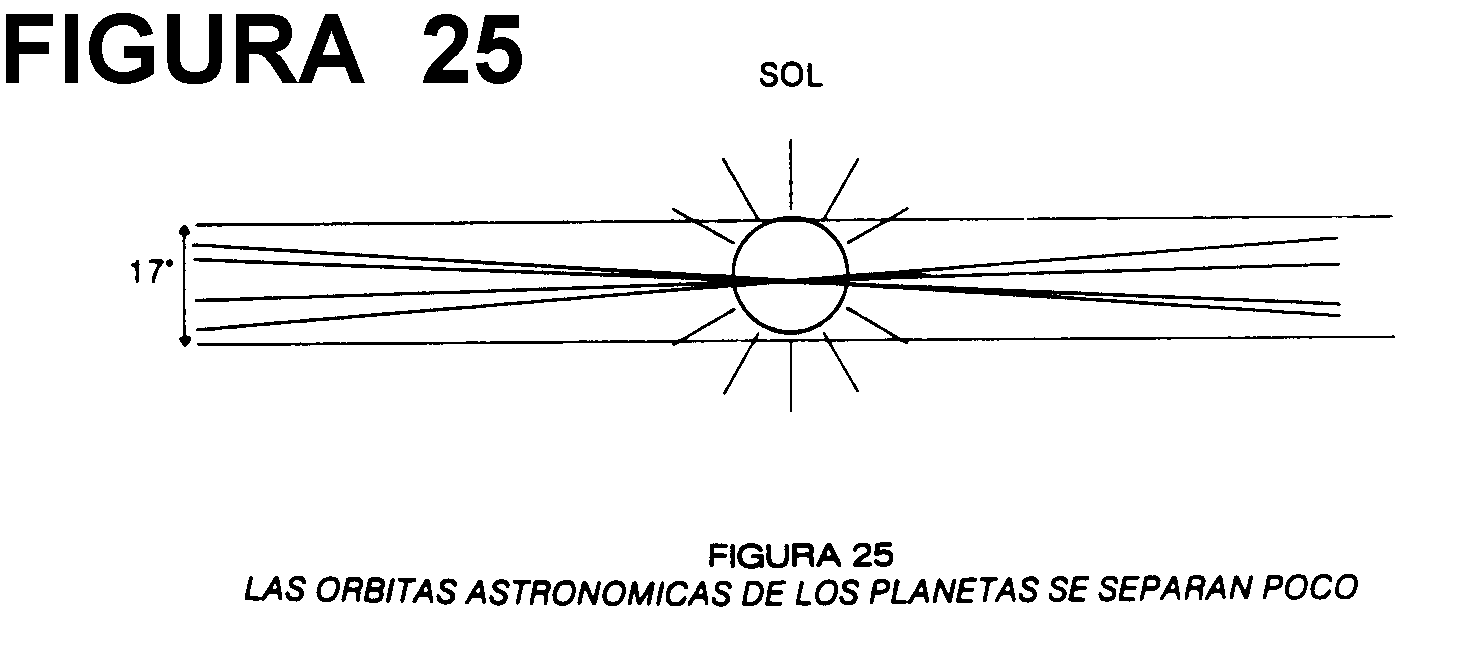 FIGURA 25
SOL
17°
FIGURA 25
LAS ORBITAS ASTRONOMICAS DE LOS PLANETAS SE SEPARAN POCO